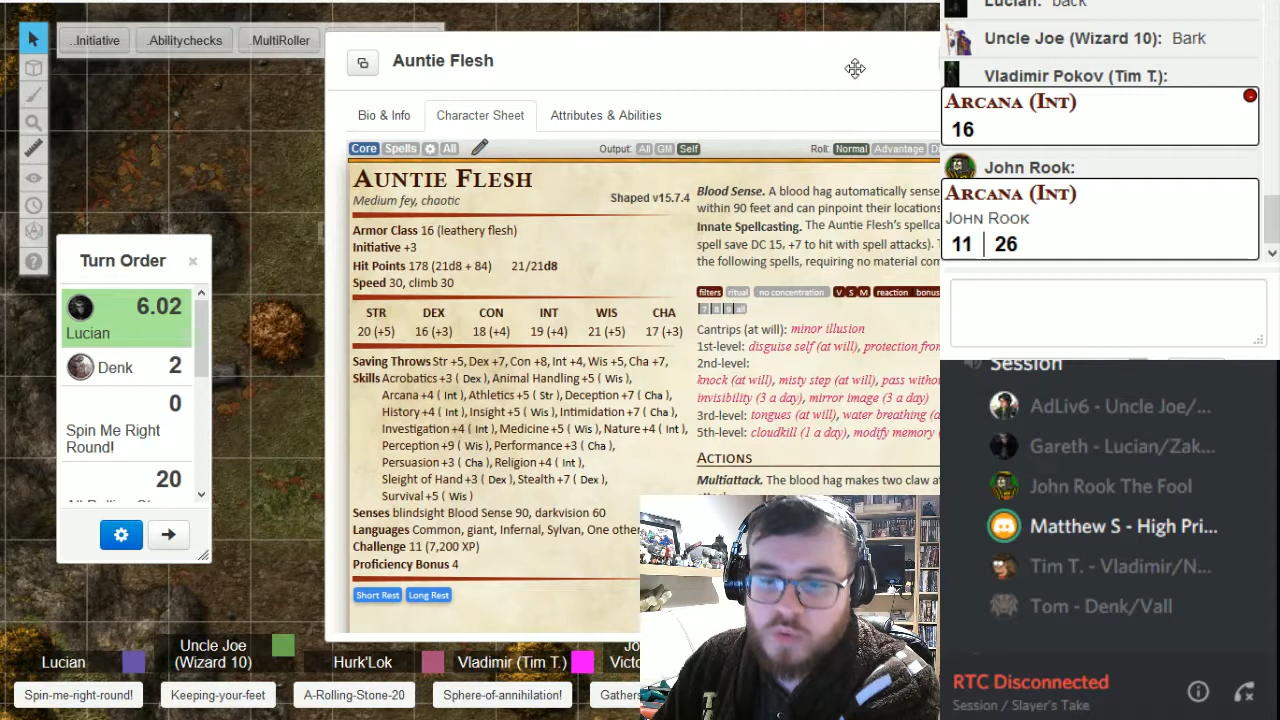 ..Initiative
.Abilitychecks
.MultiRoller
Auntie Flesh
Bio & Info
Character Sheet
Attributes & Abilities
Core Spells All
Output: All GM Self
Roll: Normal Advantage
AUNTIE FLESH
Shaped v15.7.4
Medium fey, chaotic
Armor Class 16 (leathery flesh)
Initiative +3
Hit Points 178 (21d8 + 84) 21/21d8
Speed 30, climb 30
STR DEX CON INT WIS CHA
20 (+5) 16 (+3) 18 (+4) 19 (+4) 21 (+5) 17 (+3)
Saving Throws Str +5, Dex +7, Con +8, Int +4, Wis +5, Cha +7,
Skills Acrobatics +3 ( Dex), Animal Handling +5 ( Wis),
Arcana +4 ( Int), Athletics +5 ( Str), Deception +7 ( Cha),
History +4 ( Int), Insight +5 ( Wis), Intimidation +7 ( Cha),
Investigation +4 ( Int), Medicine +5 ( Wis), Nature +4 ( Int),
Perception +9 ( Wis), Performance +3 ( Cha),
Persuasion +3 ( Cha), Religion +4 ( Int),
Sleight of Hand +3 ( Dex), Stealth +7 ( Dex),
Survival +5 ( Wis)
Senses blindsight Blood Sense 90, darkvision 60
Languages Common, giant, Infernal, Sylvan, One other
Challenge 11 (7,200 XP)
Proficiency Bonus 4
Short Rest
Long Rest
Blood Sense. A blood hag automatically sense
within 90 feet and can pinpoint their locations
Innate Spellcasting. The Auntie Flesh's spellca
spell save DC 15, +7 to hit with spell attacks). T
the following spells, requiring no material com
filters ritual no concentration V S M reaction bonus
Cantrips (at will): minor illusion
1st-level: disguise self (at will), protection from
2nd-level:
knock (at will), misty step (at will), pass withou
invisibility (3 a day), mirror image (3 a day)
3rd-level: tongues (at will), water breathing (a
5th-level: cloudkill (1 a day), modify memory
ACTIONS
Multiattack. The blood hag makes two claw at
Turn Order ×
6.02
Lucian
Denk 2
0
Spin Me Right
Round!
20
Lucian
Uncle Joe
(Wizard 10)
Hurk'Lok
Vladimir (Tim T.)
Spin-me-right-round!
Keeping-your-feet
A-Rolling-Stone-20
Sphere-of-annihilation!
Lucian: back
Uncle Joe (Wizard 10): Bark
Vladimir Pokov (Tim T.):
ARCANA (INT)
16
John Rook:
ARCANA (INT)
JOHN ROOK
11 | 26
Session
AdLiv6 - Uncle Joe/...
Gareth - Lucian/Zak...
John Rook The Fool
Matthew S - High Pri...
Tim T. - Vladimir/N...
Tom - Denk/Vall
RTC Disconnected
Session / Slayer's Take